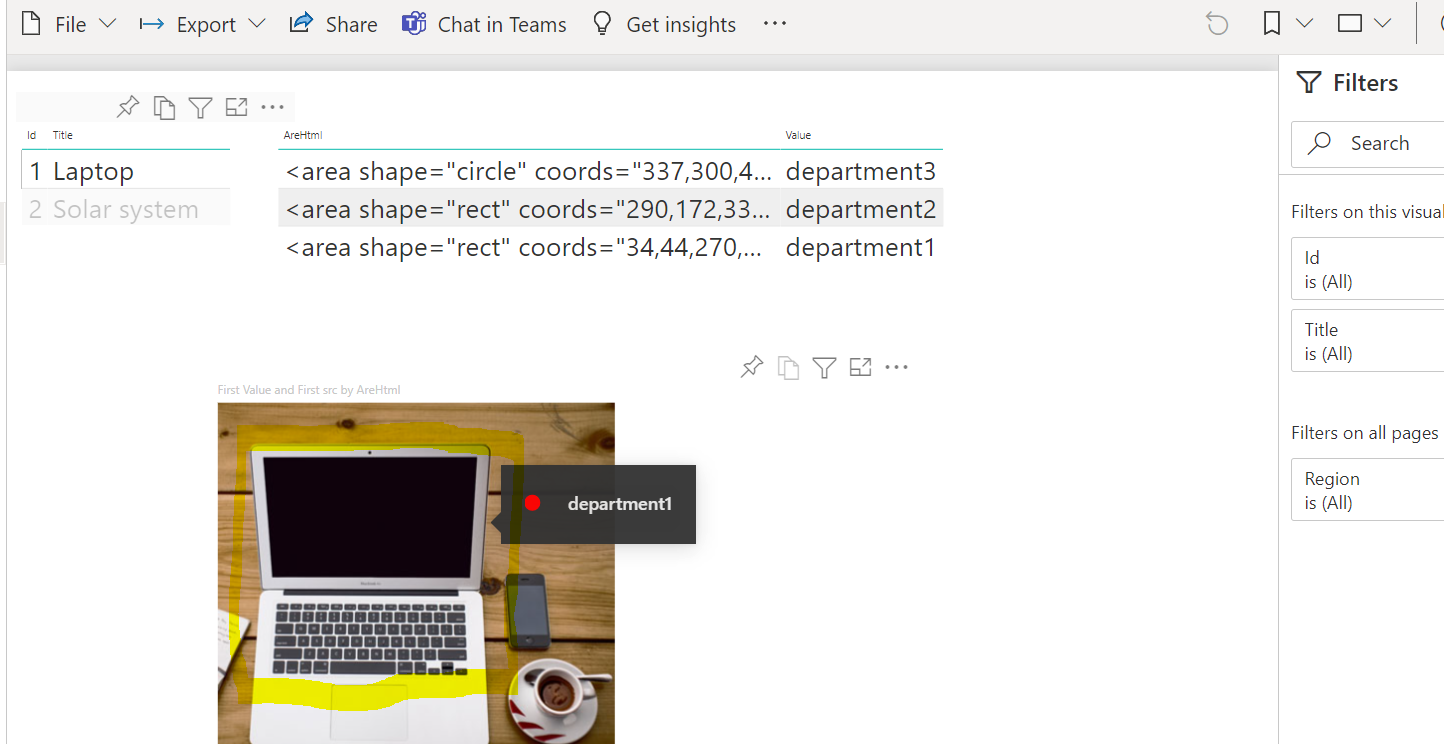 File Export Share Chat in Teams Get insights ...
Filters
Search
Id Title AreHtml Value
1 Laptop <area shape="circle" coords="337,300,4... department3
2 Solar system <area shape="rect" coords="290,172,33... department2
<area shape="rect" coords="34,44,270,... department1
Filters on this visual
Id
is (All)
Title
is (All)
First Value and First src by AreHtml
department1
Filters on all pages
Region
is (All)